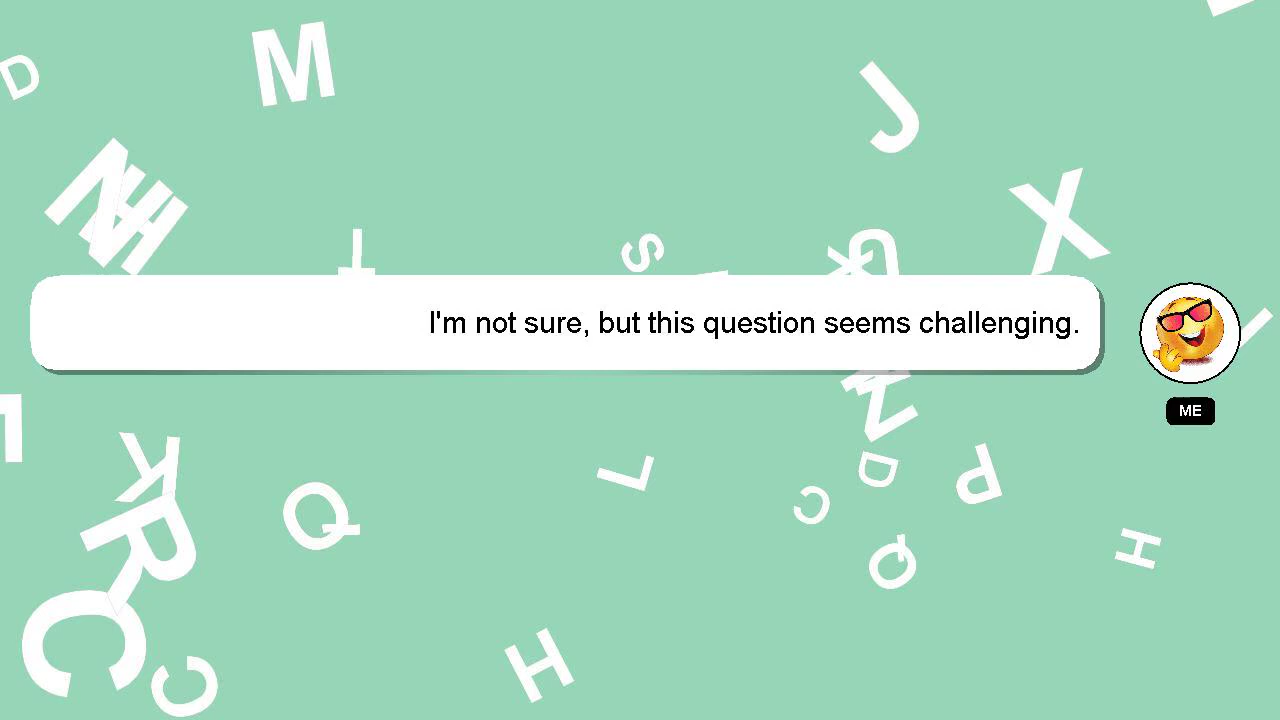 I'm not sure, but this question seems challenging.
ME
D
M
J
N
H
X
T
S
K
G
L
K
R
Q
L
Z
D
C
P
Q
H
C
C
H